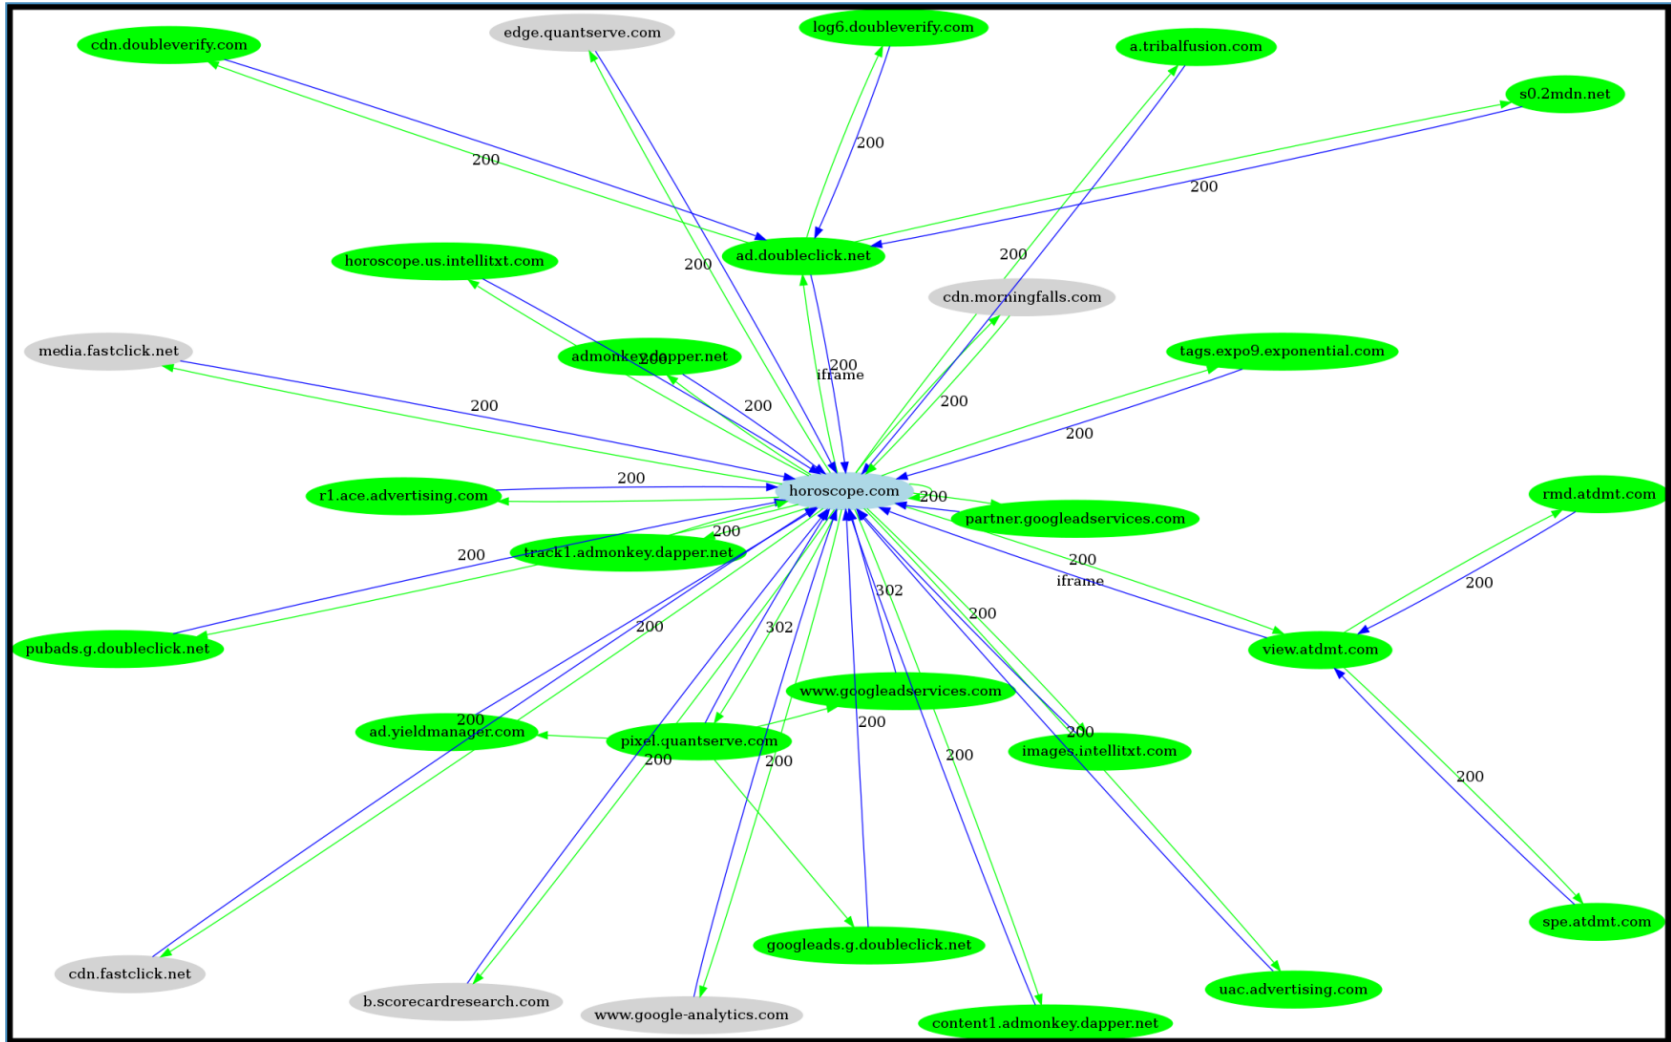 log6.doubleverify.com
edge.quantserve.com
cdn.doubleverify.com
a.tribalfusion.com
s0.2mdn.net
200
200
200
ad.doubleclick.net
200
horoscope.us.intellitxt.com
200
cdn.morningfalls.com
media.fastclick.net
admonkey.dapper.net
200
200
iframe
tags.expo9.exponential.com
200
200
200
200
r1.ace.advertising.com
200
horoscope.com
200
rmd.atdmt.com
partner.googleadservices.com
200
track1.admonkey.dapper.net
200
200
iframe
200
302
200
200
302
pubads.g.doubleclick.net
view.atdmt.com
www.googleadservices.com
200
ad.yieldmanager.com
pixel.quantserve.com
200
200
images.intellitxt.com
200
200
200
200
spe.atdmt.com
googleads.g.doubleclick.net
cdn.fastclick.net
uac.advertising.com
b.scorecardresearch.com
www.google-analytics.com
content1.admonkey.dapper.net